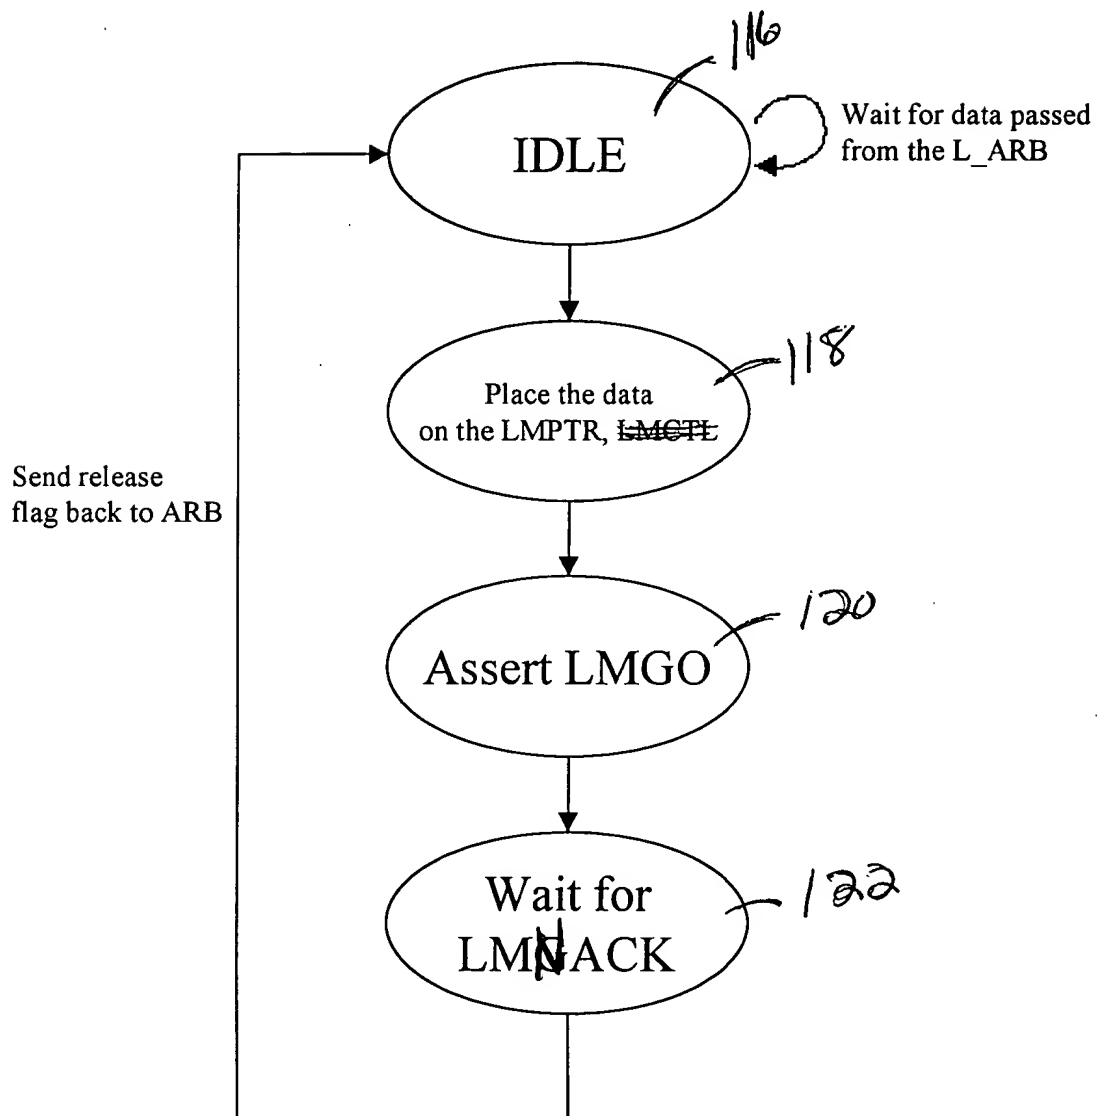 116
IDLE
Wait for data passed
from the L_ARB
118
Place the data
on the LMPTR, LMCTL
Send release
flag back to ARB
120
Assert LMGO
122
Wait for
LMNACK